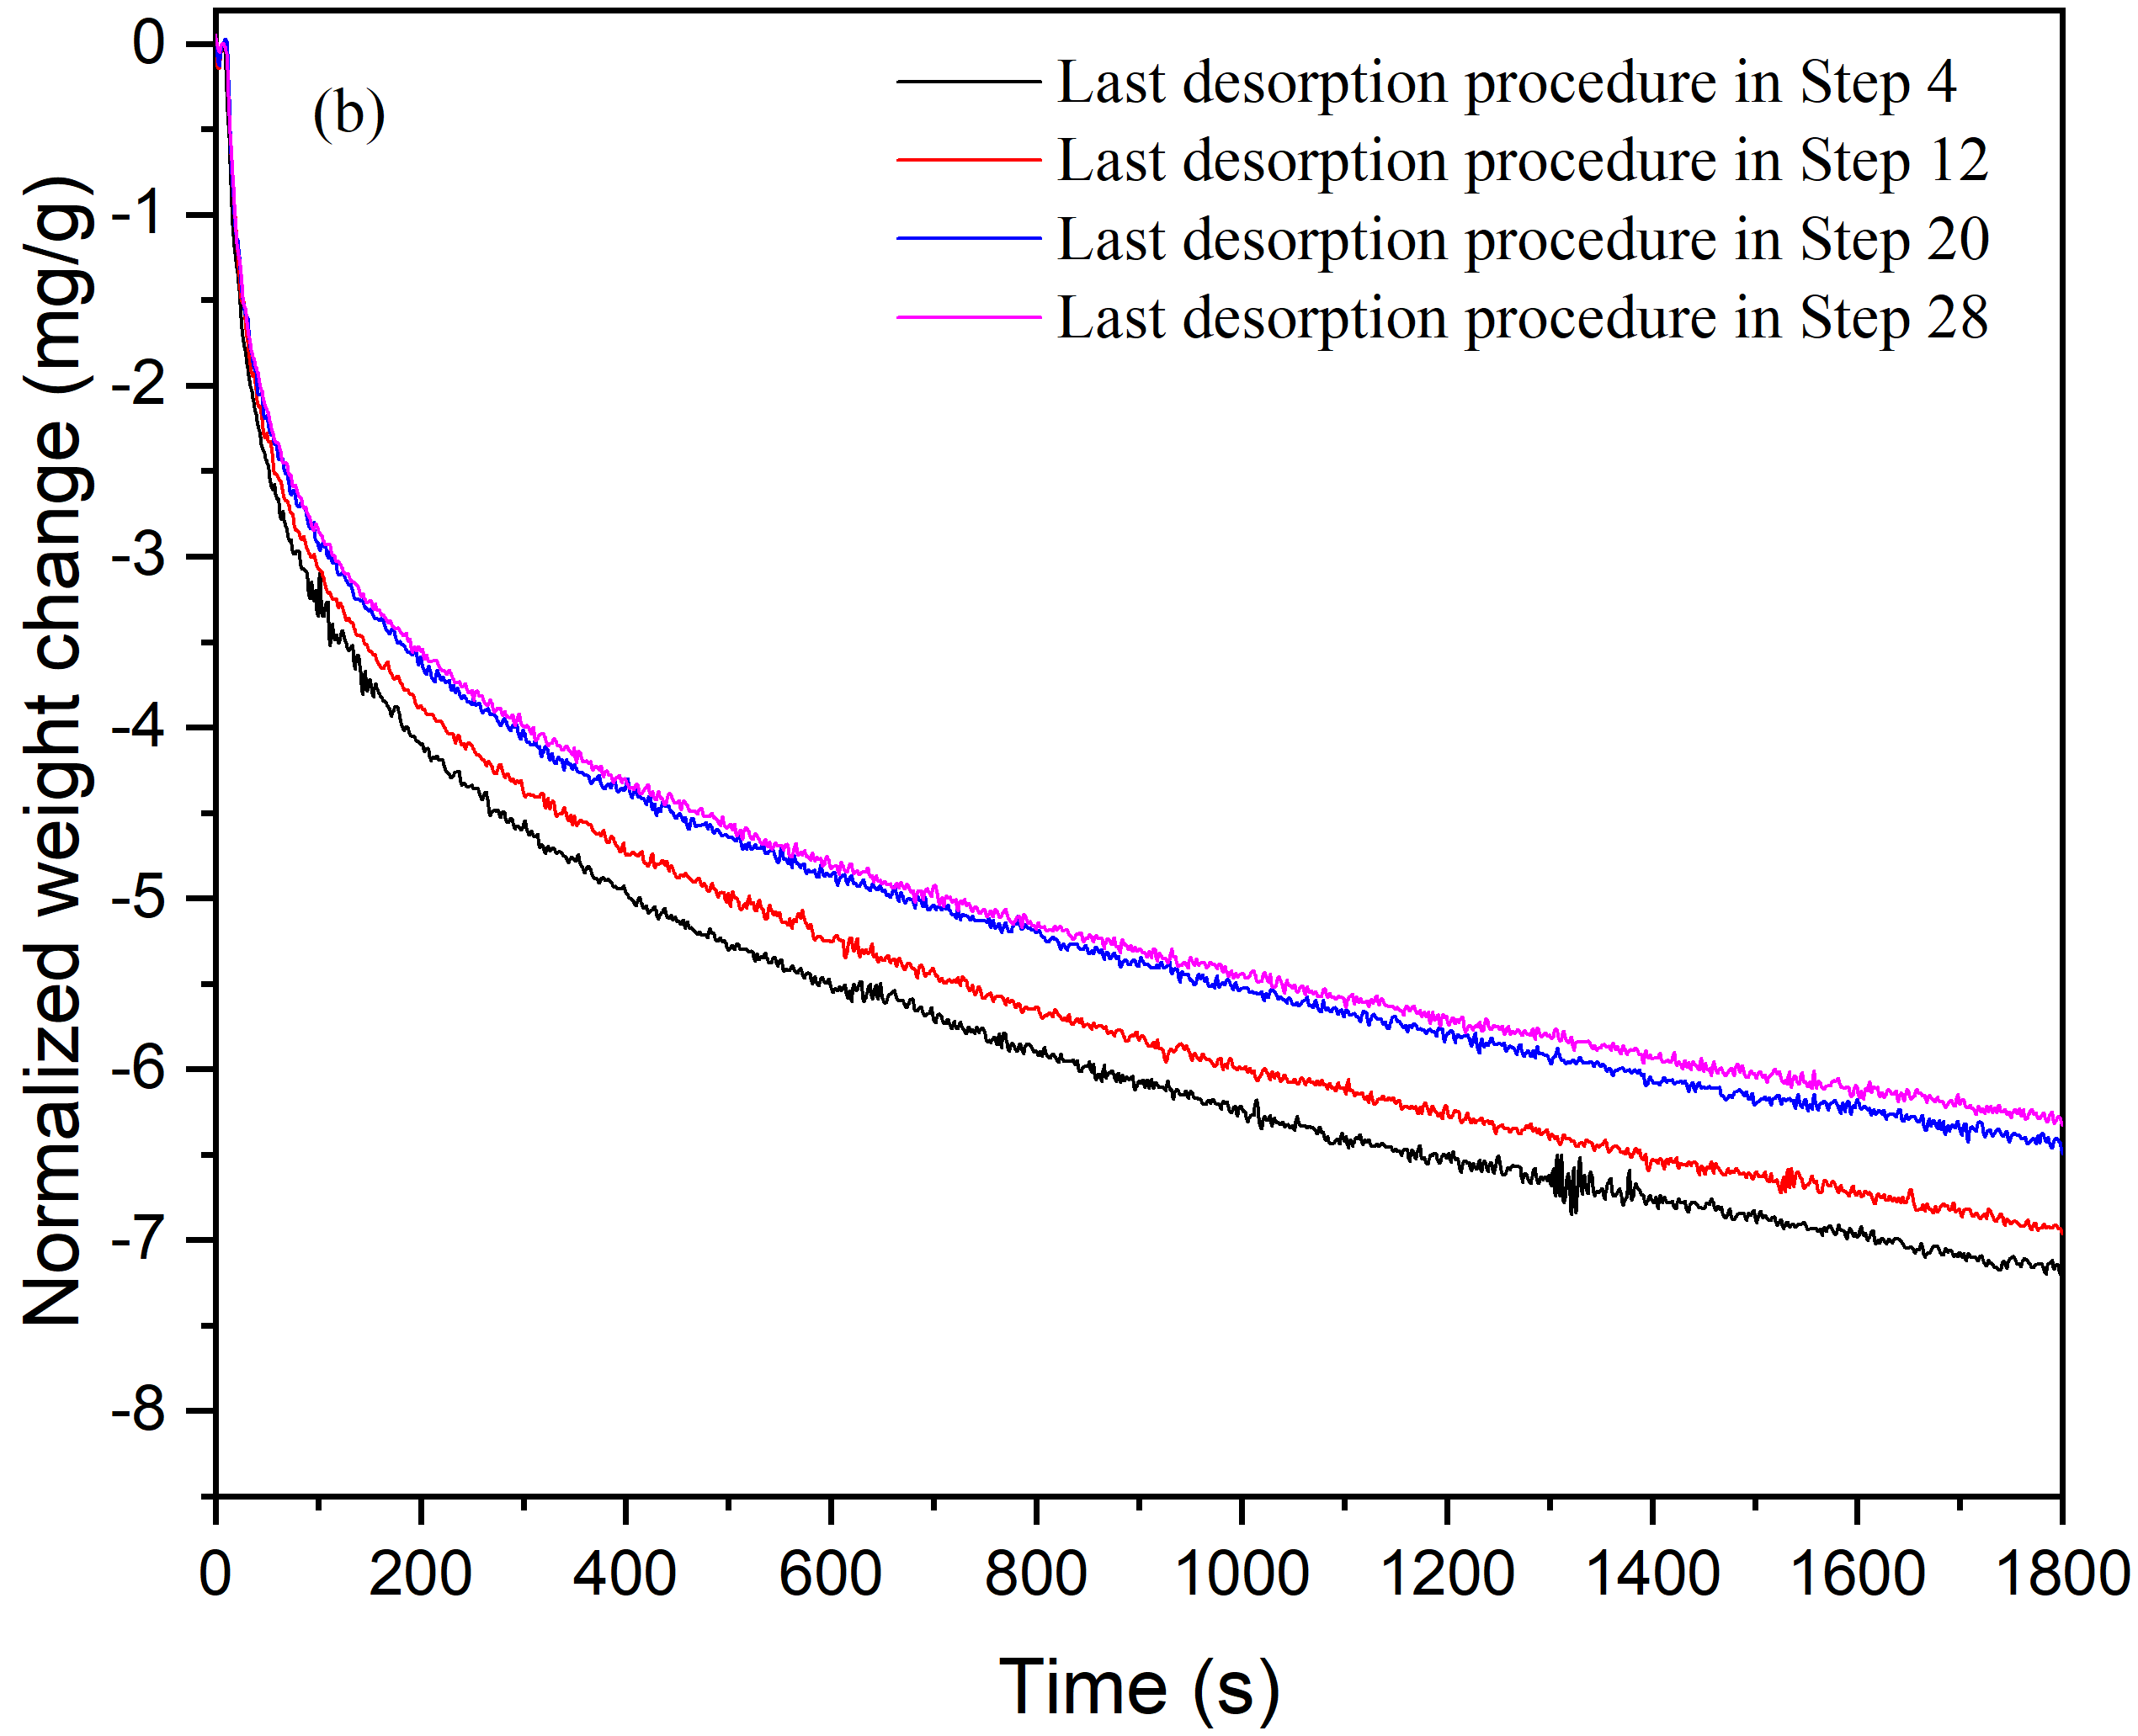 (b)
Last desorption procedure in Step 4
Last desorption procedure in Step 12
Last desorption procedure in Step 20
Last desorption procedure in Step 28
Normalized weight change (mg/g)
0
-1
-2
-3
-4
-5
-6
-7
-8
0 200 400 600 800 1000 1200 1400 1600 1800
Time (s)